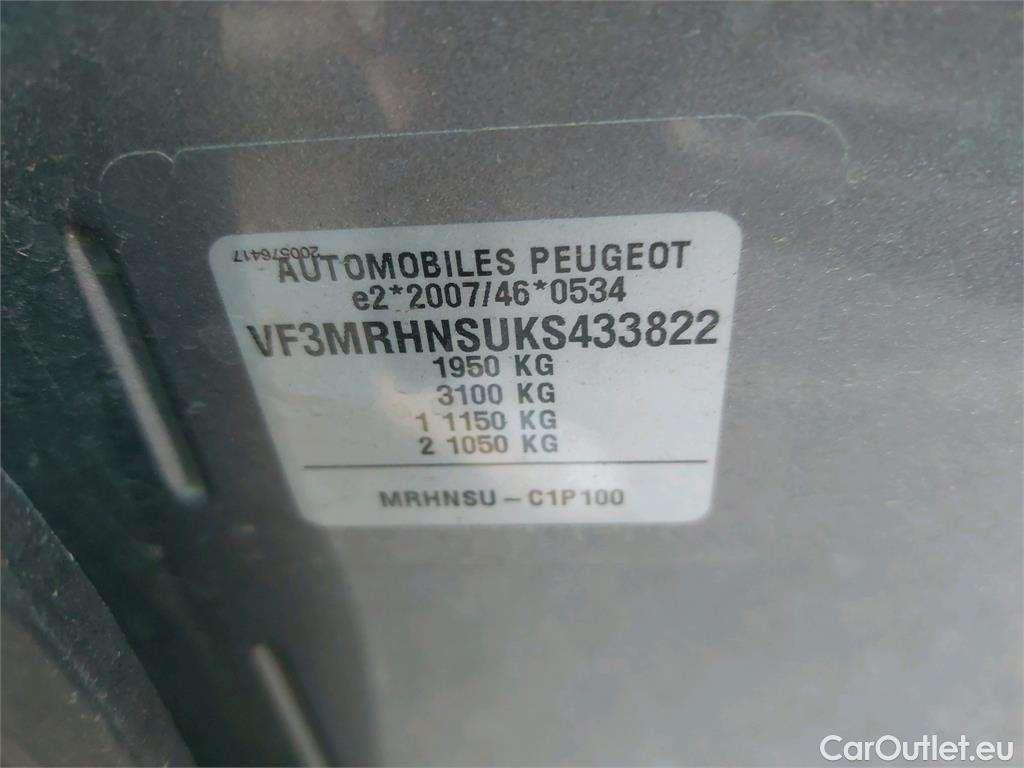 200576417
AUTOMOBILES PEUGEOT
e2*2007/46*0534
VF3MRHNSUKS433822
1950 KG
3100 KG
1 1150 KG
2 1050 KG
MRHNSU - C1P100
CarOutlet.eu